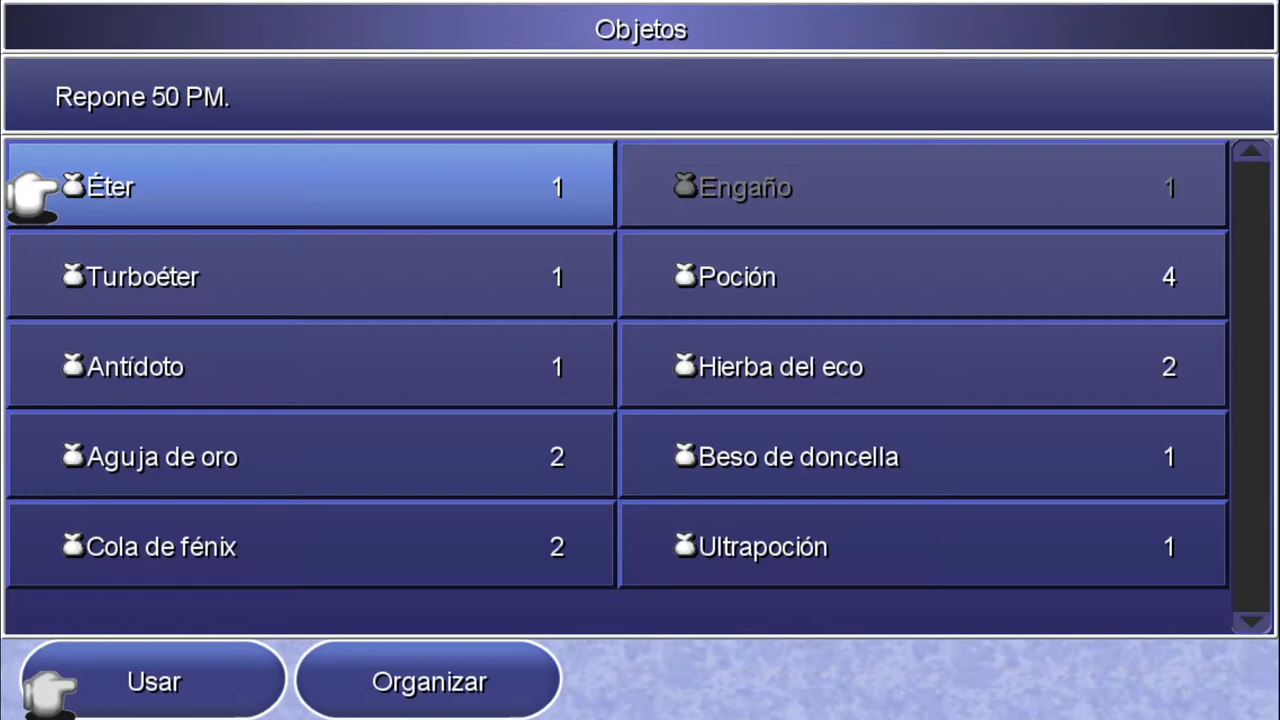 Objetos
Repone 50 PM.
Éter 1 Engaño 1
Turboéter 1 Poción 4
Antídoto 1 Hierba del eco 2
Aguja de oro 2 Beso de doncella 1
Cola de fénix 2 Ultrapoción 1
Usar Organizar